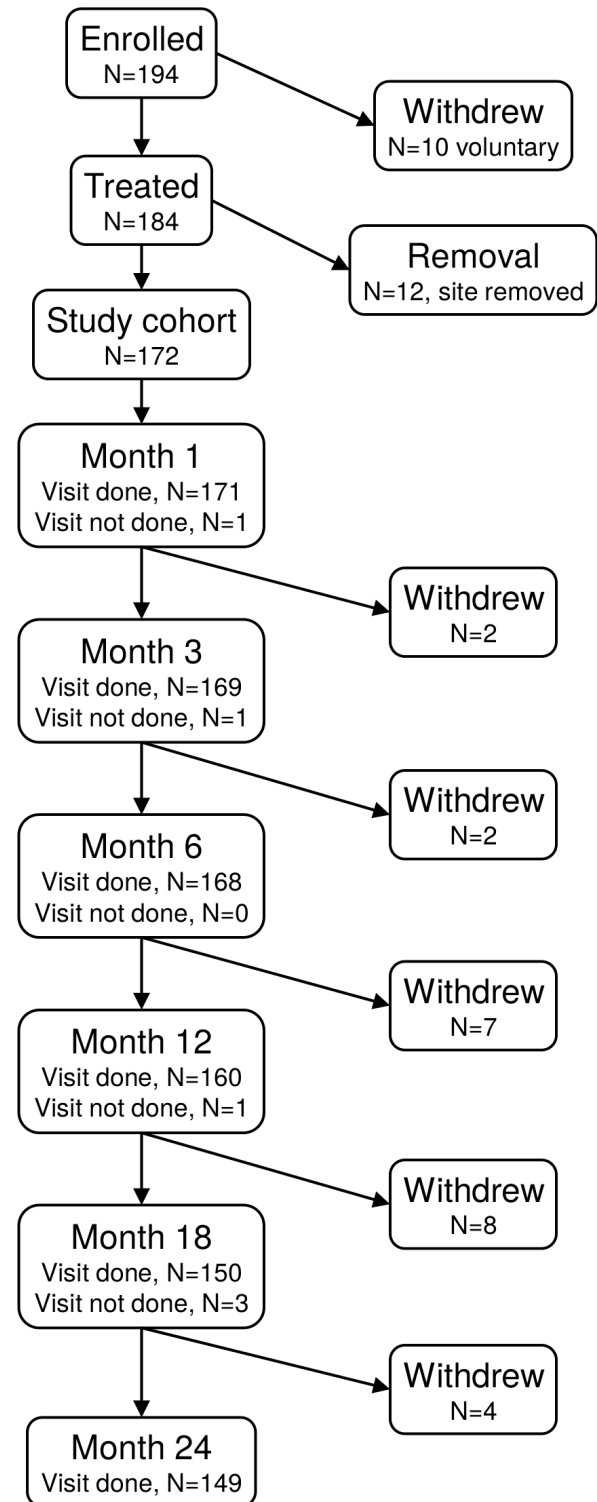 Enrolled
N=194
Withdrew
N=10 voluntary
Treated
N=184
Removal
N=12, site removed
Study cohort
N=172
Month 1
Visit done, N=171
Visit not done, N=1
Withdrew
N=2
Month 3
Visit done, N=169
Visit not done, N=1
Withdrew
N=2
Month 6
Visit done, N=168
Visit not done, N=0
Withdrew
N=7
Month 12
Visit done, N=160
Visit not done, N=1
Withdrew
N=8
Month 18
Visit done, N=150
Visit not done, N=3
Withdrew
N=4
Month 24
Visit done, N=149